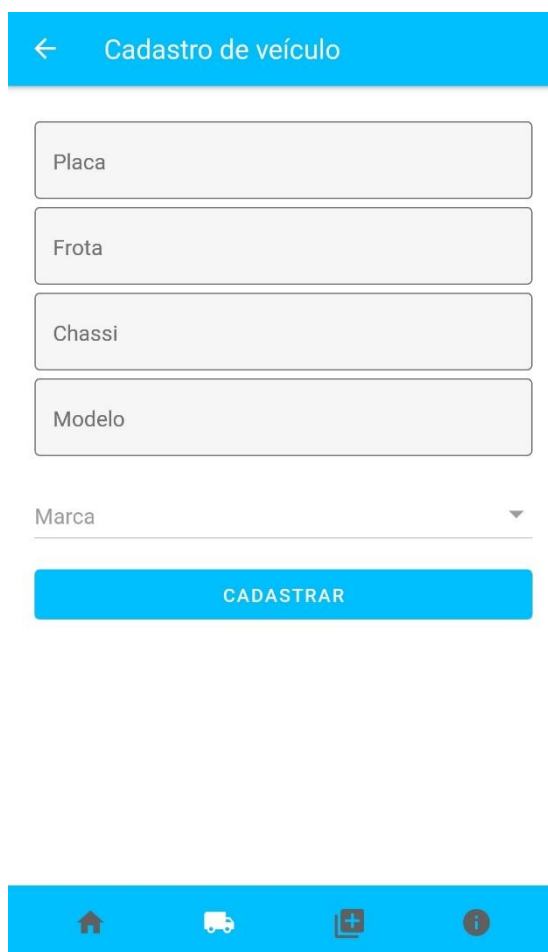 Cadastro de veículo
Placa
Frota
Chassi
Modelo
Marca
CADASTRAR